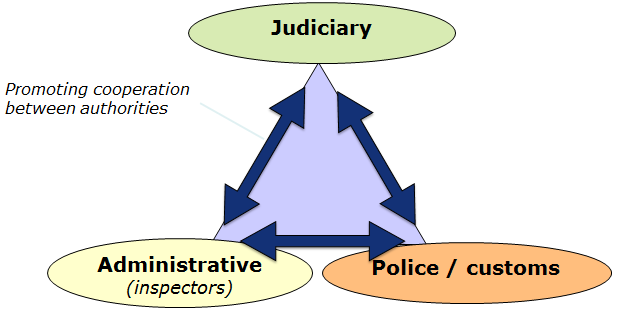 Judiciary
Promoting cooperation
between authorities
Administrative
(inspectors)
Police / customs